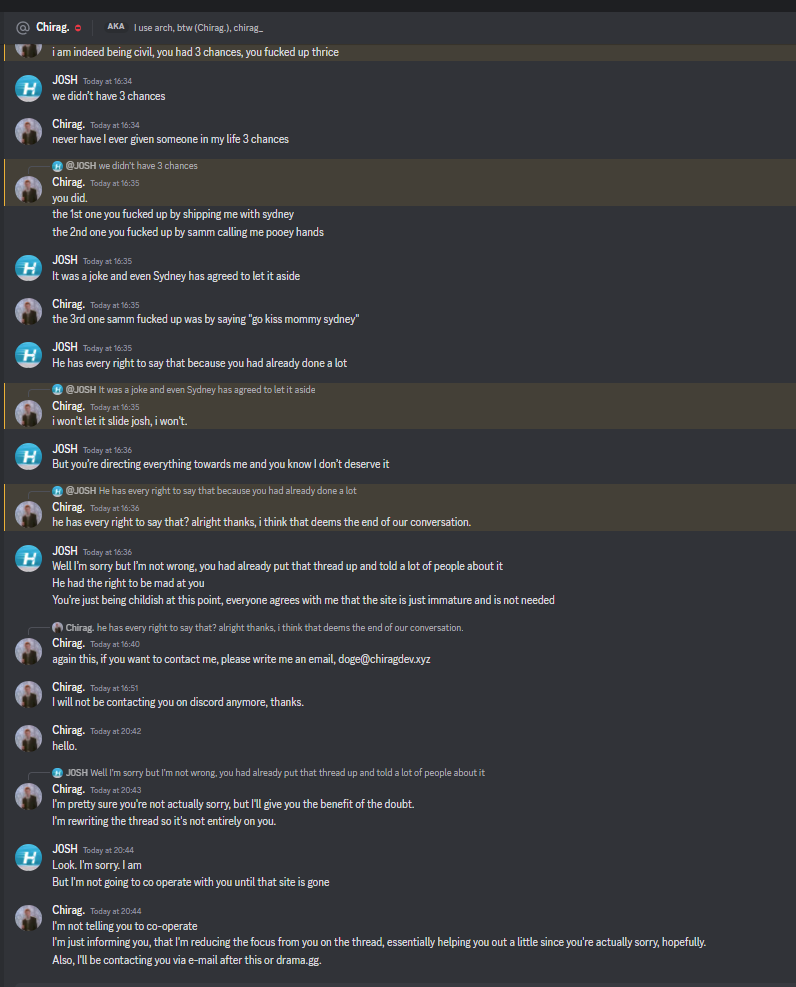 @ Chirag. AKA I use arch, btw (Chirag.), chirag_
i am indeed being civil, you had 3 chances, you fucked up thrice
JOSH Today at 16:34
we didn't have 3 chances
Chirag. Today at 16:34
never have I ever given someone in my life 3 chances
@JOSH we didn't have 3 chances
Chirag. Today at 16:35
you did.
the 1st one you fucked up by shipping me with sydney
the 2nd one you fucked up by samm calling me pooey hands
JOSH Today at 16:35
It was a joke and even Sydney has agreed to let it aside
Chirag. Today at 16:35
the 3rd one samm fucked up was by saying "go kiss mommy sydney"
JOSH Today at 16:35
He has every right to say that because you had already done a lot
@JOSH It was a joke and even Sydney has agreed to let it aside
Chirag. Today at 16:35
i won't let it slide josh, i won't.
JOSH Today at 16:36
But you're directing everything towards me and you know I don't deserve it
@JOSH He has every right to say that because you had already done a lot
Chirag. Today at 16:36
he has every right to say that? alright thanks, i think that deems the end of our conversation.
JOSH Today at 16:36
Well I'm sorry but I'm not wrong, you had already put that thread up and told a lot of people about it
He had the right to be mad at you
You're just being childish at this point, everyone agrees with me that the site is just immature and is not needed
Chirag. he has every right to say that? alright thanks, i think that deems the end of our conversation.
Chirag. Today at 16:40
again this, if you want to contact me, please write me an email, doge@chiragdev.xyz
Chirag. Today at 16:51
I will not be contacting you on discord anymore, thanks.
Chirag. Today at 20:42
hello.
JOSH Well I'm sorry but I'm not wrong, you had already put that thread up and told a lot of people about it
Chirag. Today at 20:43
I'm pretty sure you're not actually sorry, but I'll give you the benefit of the doubt.
I'm rewriting the thread so it's not entirely on you.
JOSH Today at 20:44
Look. I'm sorry. I am
But I'm not going to co operate with you until that site is gone
Chirag. Today at 20:44
I'm not telling you to co-operate
I'm just informing you, that I'm reducing the focus from you on the thread, essentially helping you out a little since you're actually sorry, hopefully.
Also, I'll be contacting you via e-mail after this or drama.gg.